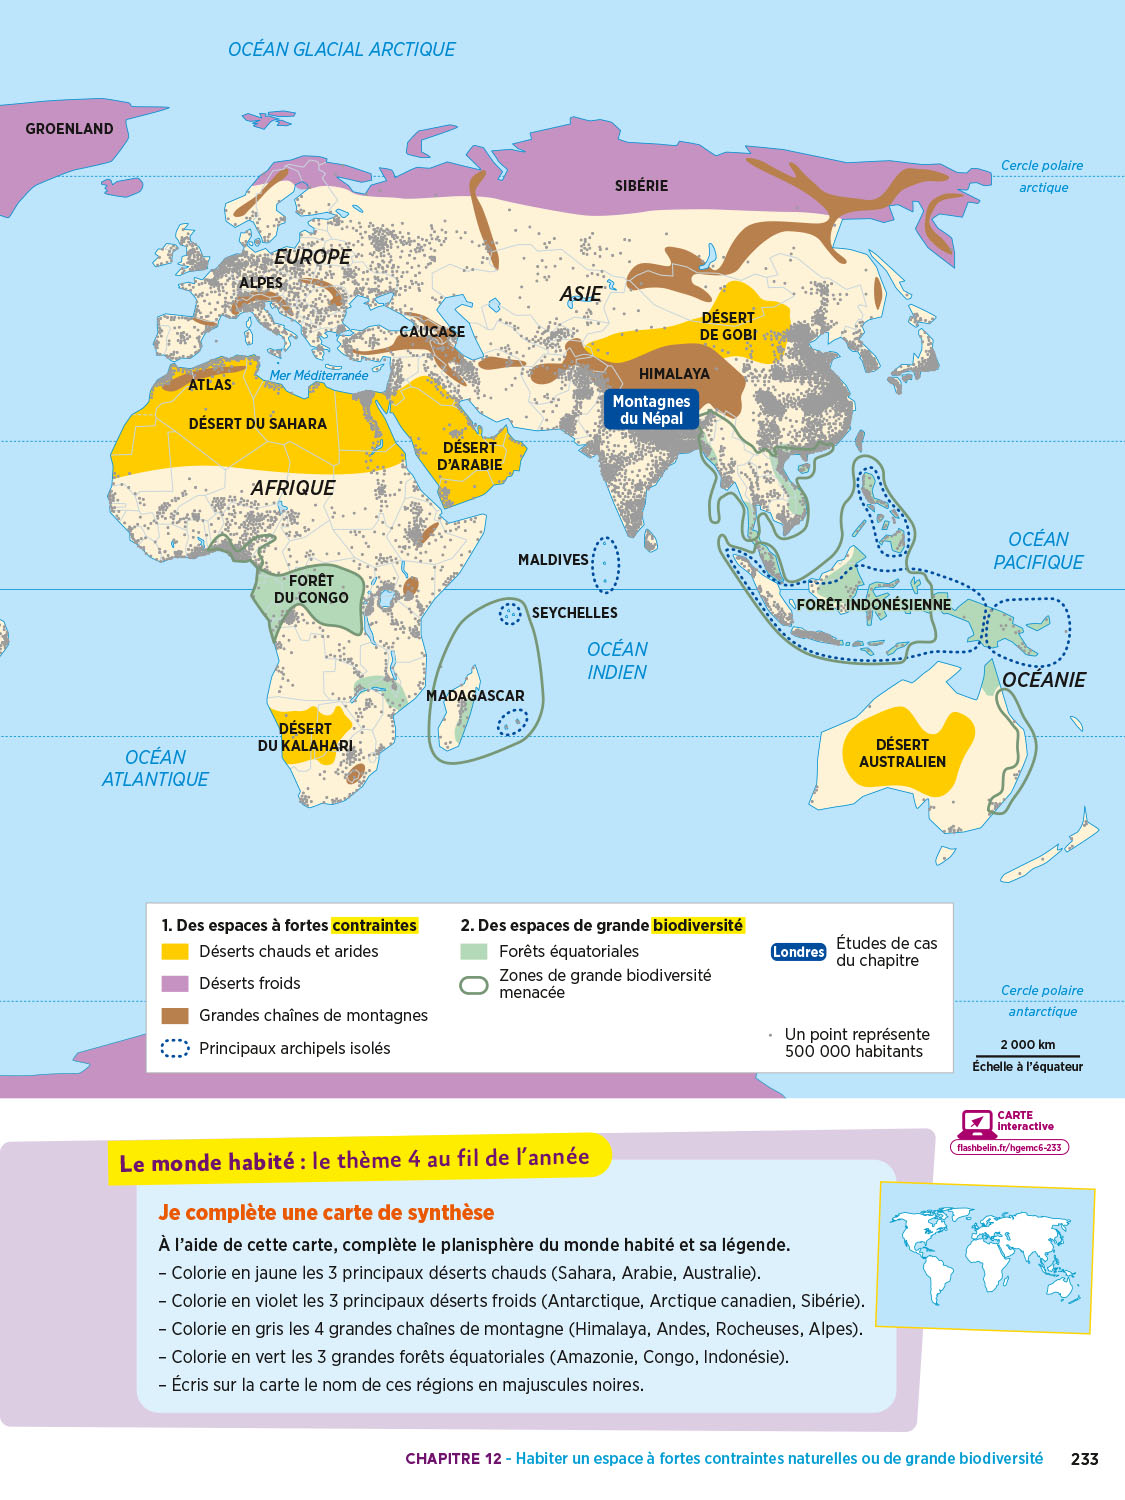 OCÉAN GLACIAL ARCTIQUE
GROENLAND
Cercle polaire
arctique
SIBÉRIE
EUROPE
ALPES
ASIE
CAUCASE
DÉSERT
DE GOBI
HIMALAYA
Montagnes
du Népal
Mer Méditerranée
ATLAS
DÉSERT DU SAHARA
DÉSERT
D'ARABIE
AFRIQUE
OCÉAN
PACIFIQUE
MALDIVES
FORÊT
DU CONGO
SEYCHELLES
FORÊT INDONÉSIENNE
OCÉAN
INDIEN
OCÉANIE
MADAGASCAR
DÉSERT
DU KALAHARI
DÉSERT
AUSTRALIEN
OCÉAN
ATLANTIQUE
1. Des espaces à fortes contraintes
Déserts chauds et arides
Déserts froids
Grandes chaînes de montagnes
Principaux archipels isolés
2. Des espaces de grande biodiversité
Forêts équatoriales
Zones de grande biodiversité
menacée
Londres
Études de cas
du chapitre
Un point représente
500 000 habitants
Cercle polaire
antarctique
2 000 km
Échelle à l'équateur
CARTE
interactive
flashbelin.fr/hgemc6-233
Le monde habité : le thème 4 au fil de l'année
Je complète une carte de synthèse
À l'aide de cette carte, complète le planisphère du monde habité et sa légende.
– Colorie en jaune les 3 principaux déserts chauds (Sahara, Arabie, Australie).
– Colorie en violet les 3 principaux déserts froids (Antarctique, Arctique canadien, Sibérie).
– Colorie en gris les 4 grandes chaînes de montagne (Himalaya, Andes, Rocheuses, Alpes).
– Colorie en vert les 3 grandes forêts équatoriales (Amazonie, Congo, Indonésie).
– Écris sur la carte le nom de ces régions en majuscules noires.
CHAPITRE 12 - Habiter un espace à fortes contraintes naturelles ou de grande biodiversité 233